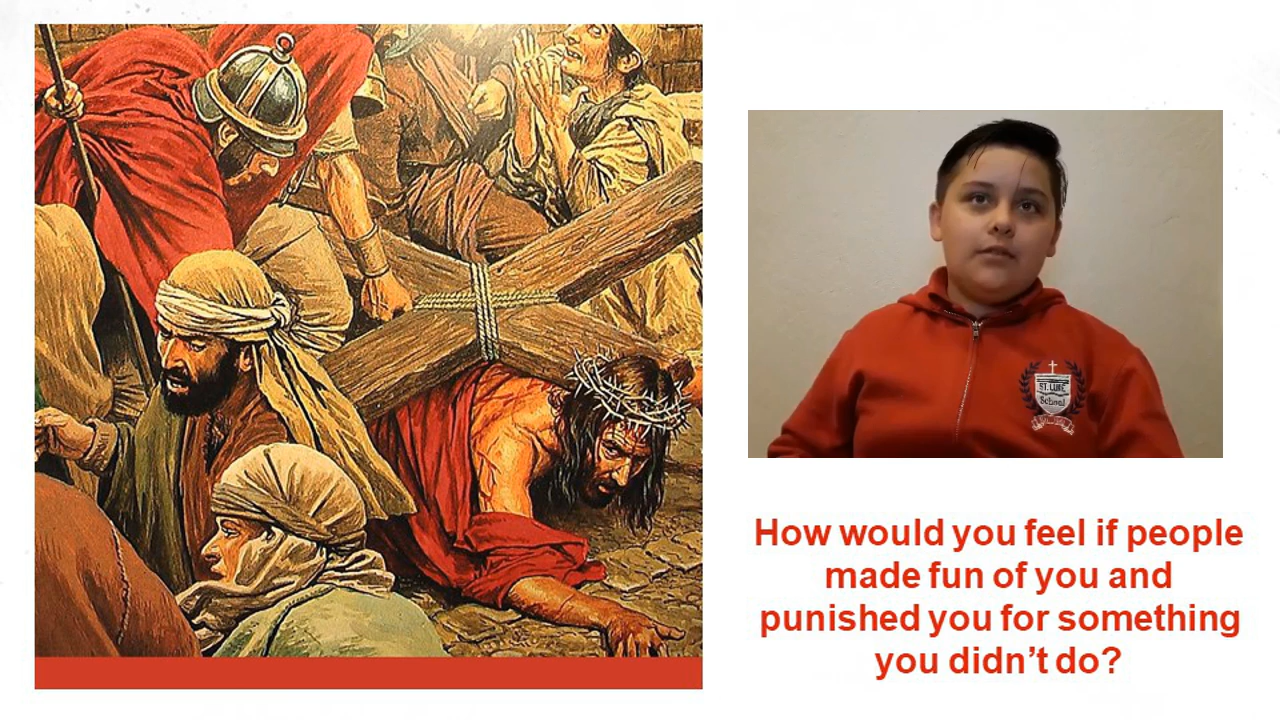 ST. LUKE
School
How would you feel if people
made fun of you and
punished you for something
you didn't do?